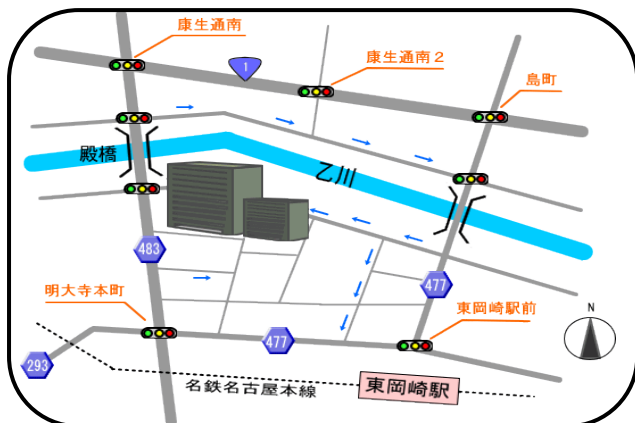 康生通南
康生通南2
1
島町
殿橋
乙川
483
477
明大寺本町
東岡崎駅前
N
477
293
名鉄名古屋本線
東岡崎駅